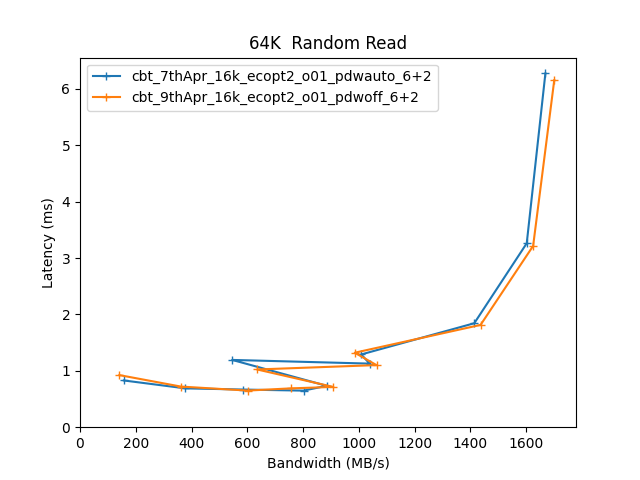 64K  Random Read
cbt_7thApr_16k_ecopt2_o01_pdwauto_6+2
cbt_9thApr_16k_ecopt2_o01_pdwoff_6+2
Latency (ms)
6
5
4
3
2
1
0
0 200 400 600 800 1000 1200 1400 1600
Bandwidth (MB/s)